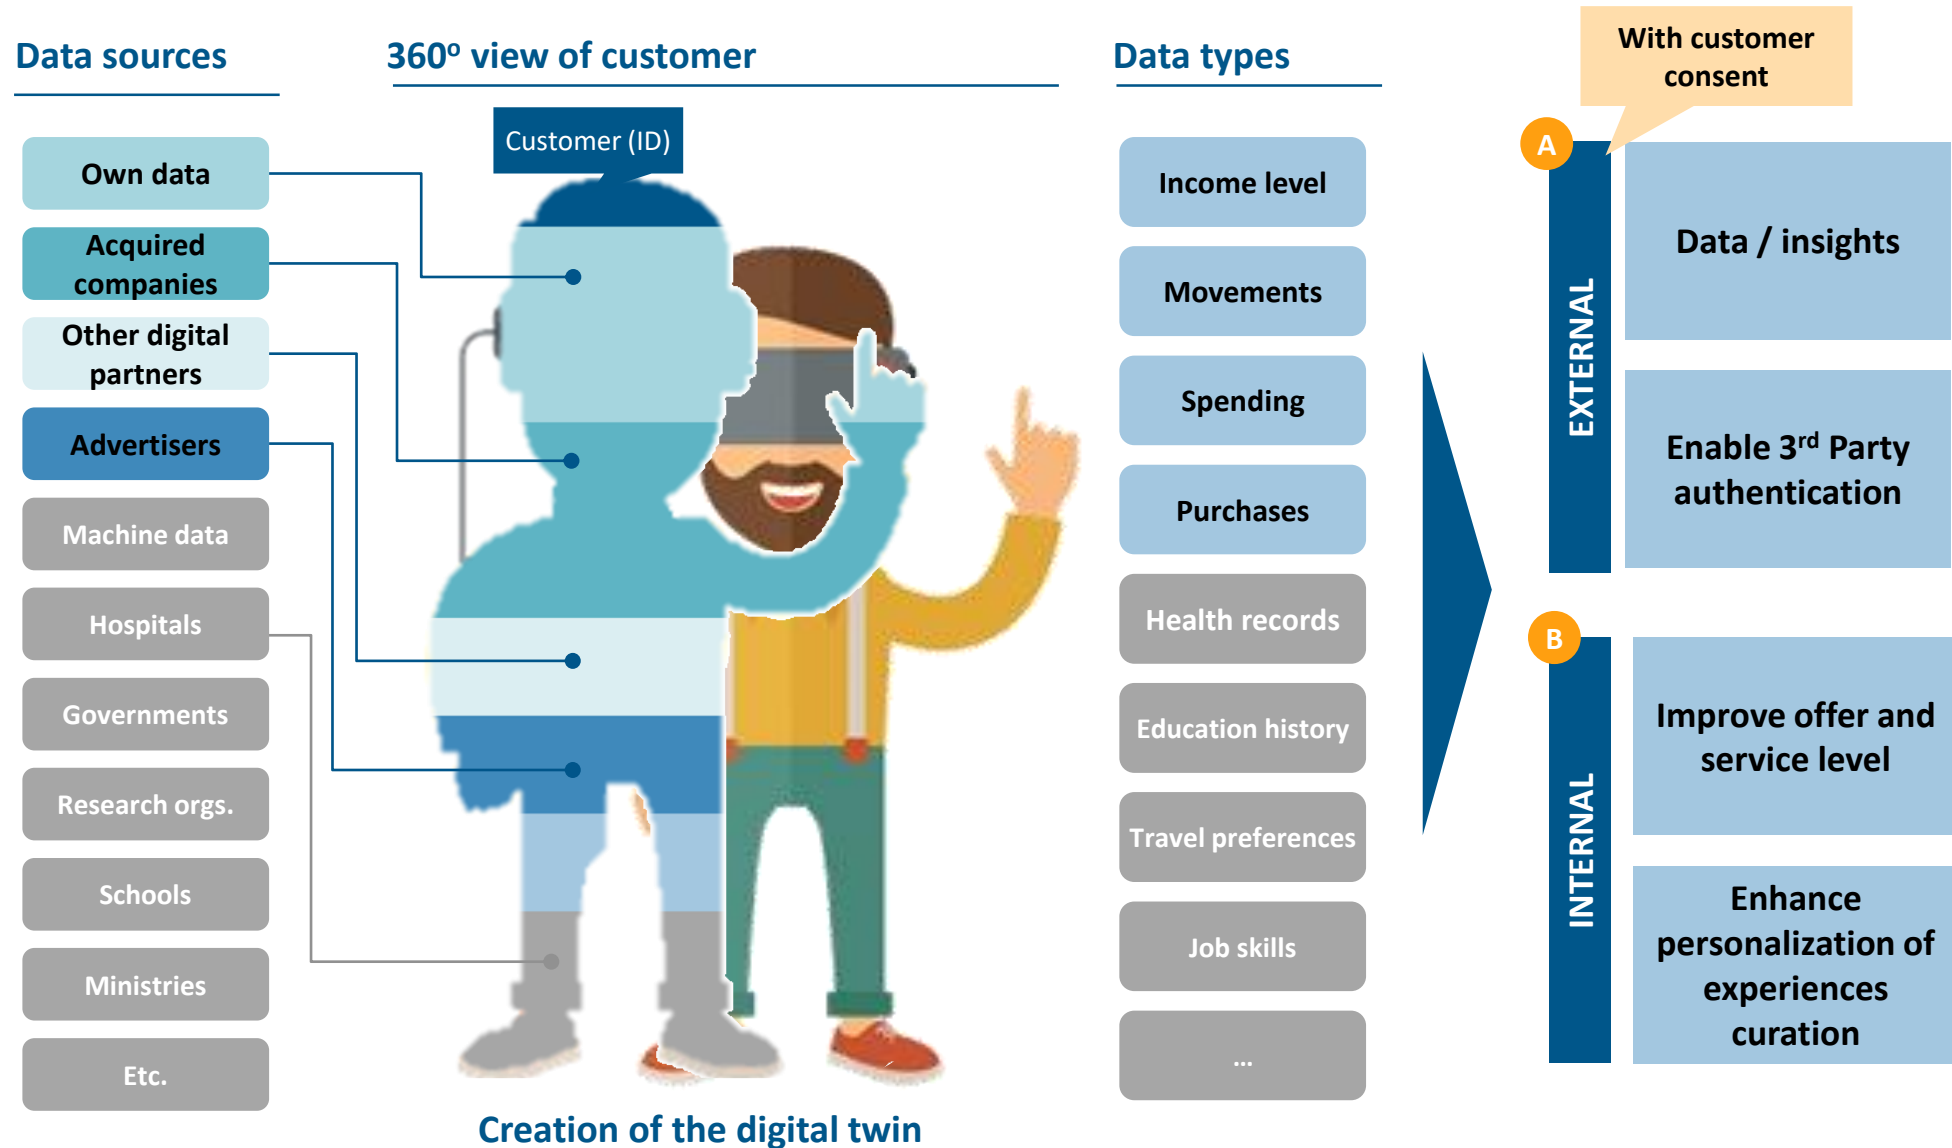 Data sources
360º view of customer
Data types
With customer
consent
Customer (ID)
Own data
Acquired
companies
Other digital
partners
Advertisers
Machine data
Hospitals
Governments
Research orgs.
Schools
Ministries
Etc.
Income level
Movements
Spending
Purchases
Health records
Education history
Travel preferences
Job skills
...
A
EXTERNAL
Data / insights
Enable 3rd Party
authentication
B
INTERNAL
Improve offer and
service level
Enhance
personalization of
experiences
curation
Creation of the digital twin